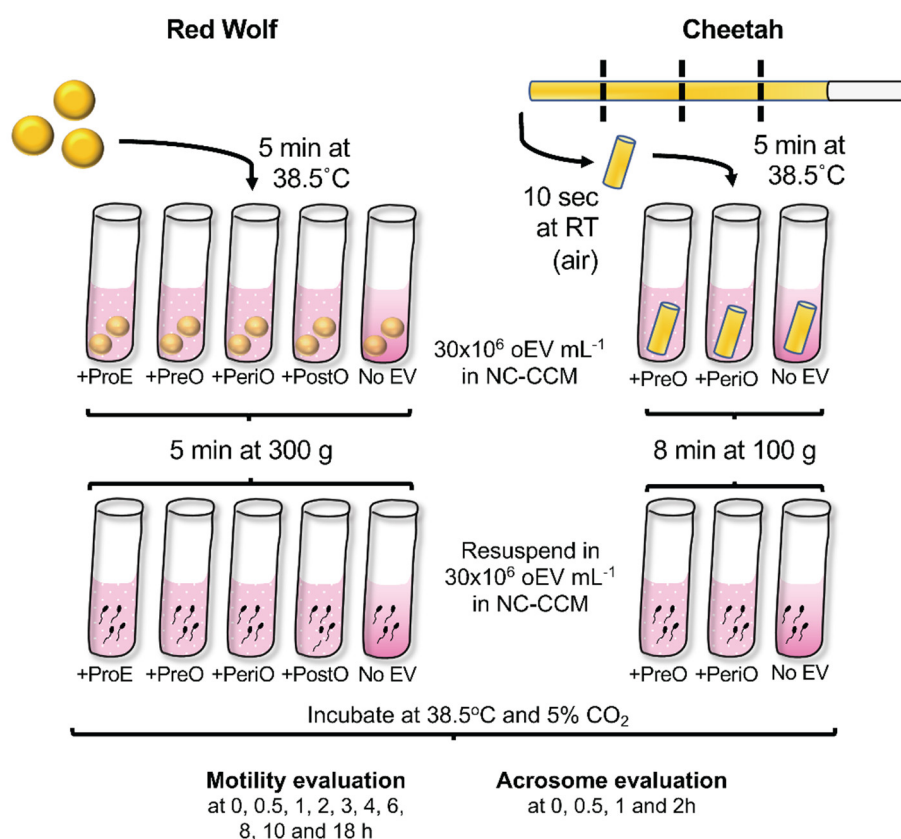 Red Wolf
Cheetah
5 min at
38.5˚C
10 sec
at RT
(air)
5 min at
38.5˚C
+ProE +PreO +PeriO +PostO No EV
30x10⁶ oEV mL⁻¹
in NC-CCM
+PreO +PeriO No EV
5 min at 300 g
8 min at 100 g
Resuspend in
30x10⁶ oEV mL⁻¹
in NC-CCM
+ProE +PreO +PeriO +PostO No EV
+PreO +PeriO No EV
Incubate at 38.5ºC and 5% CO₂
Motility evaluation
at 0, 0.5, 1, 2, 3, 4, 6,
8, 10 and 18 h
Acrosome evaluation
at 0, 0.5, 1 and 2h